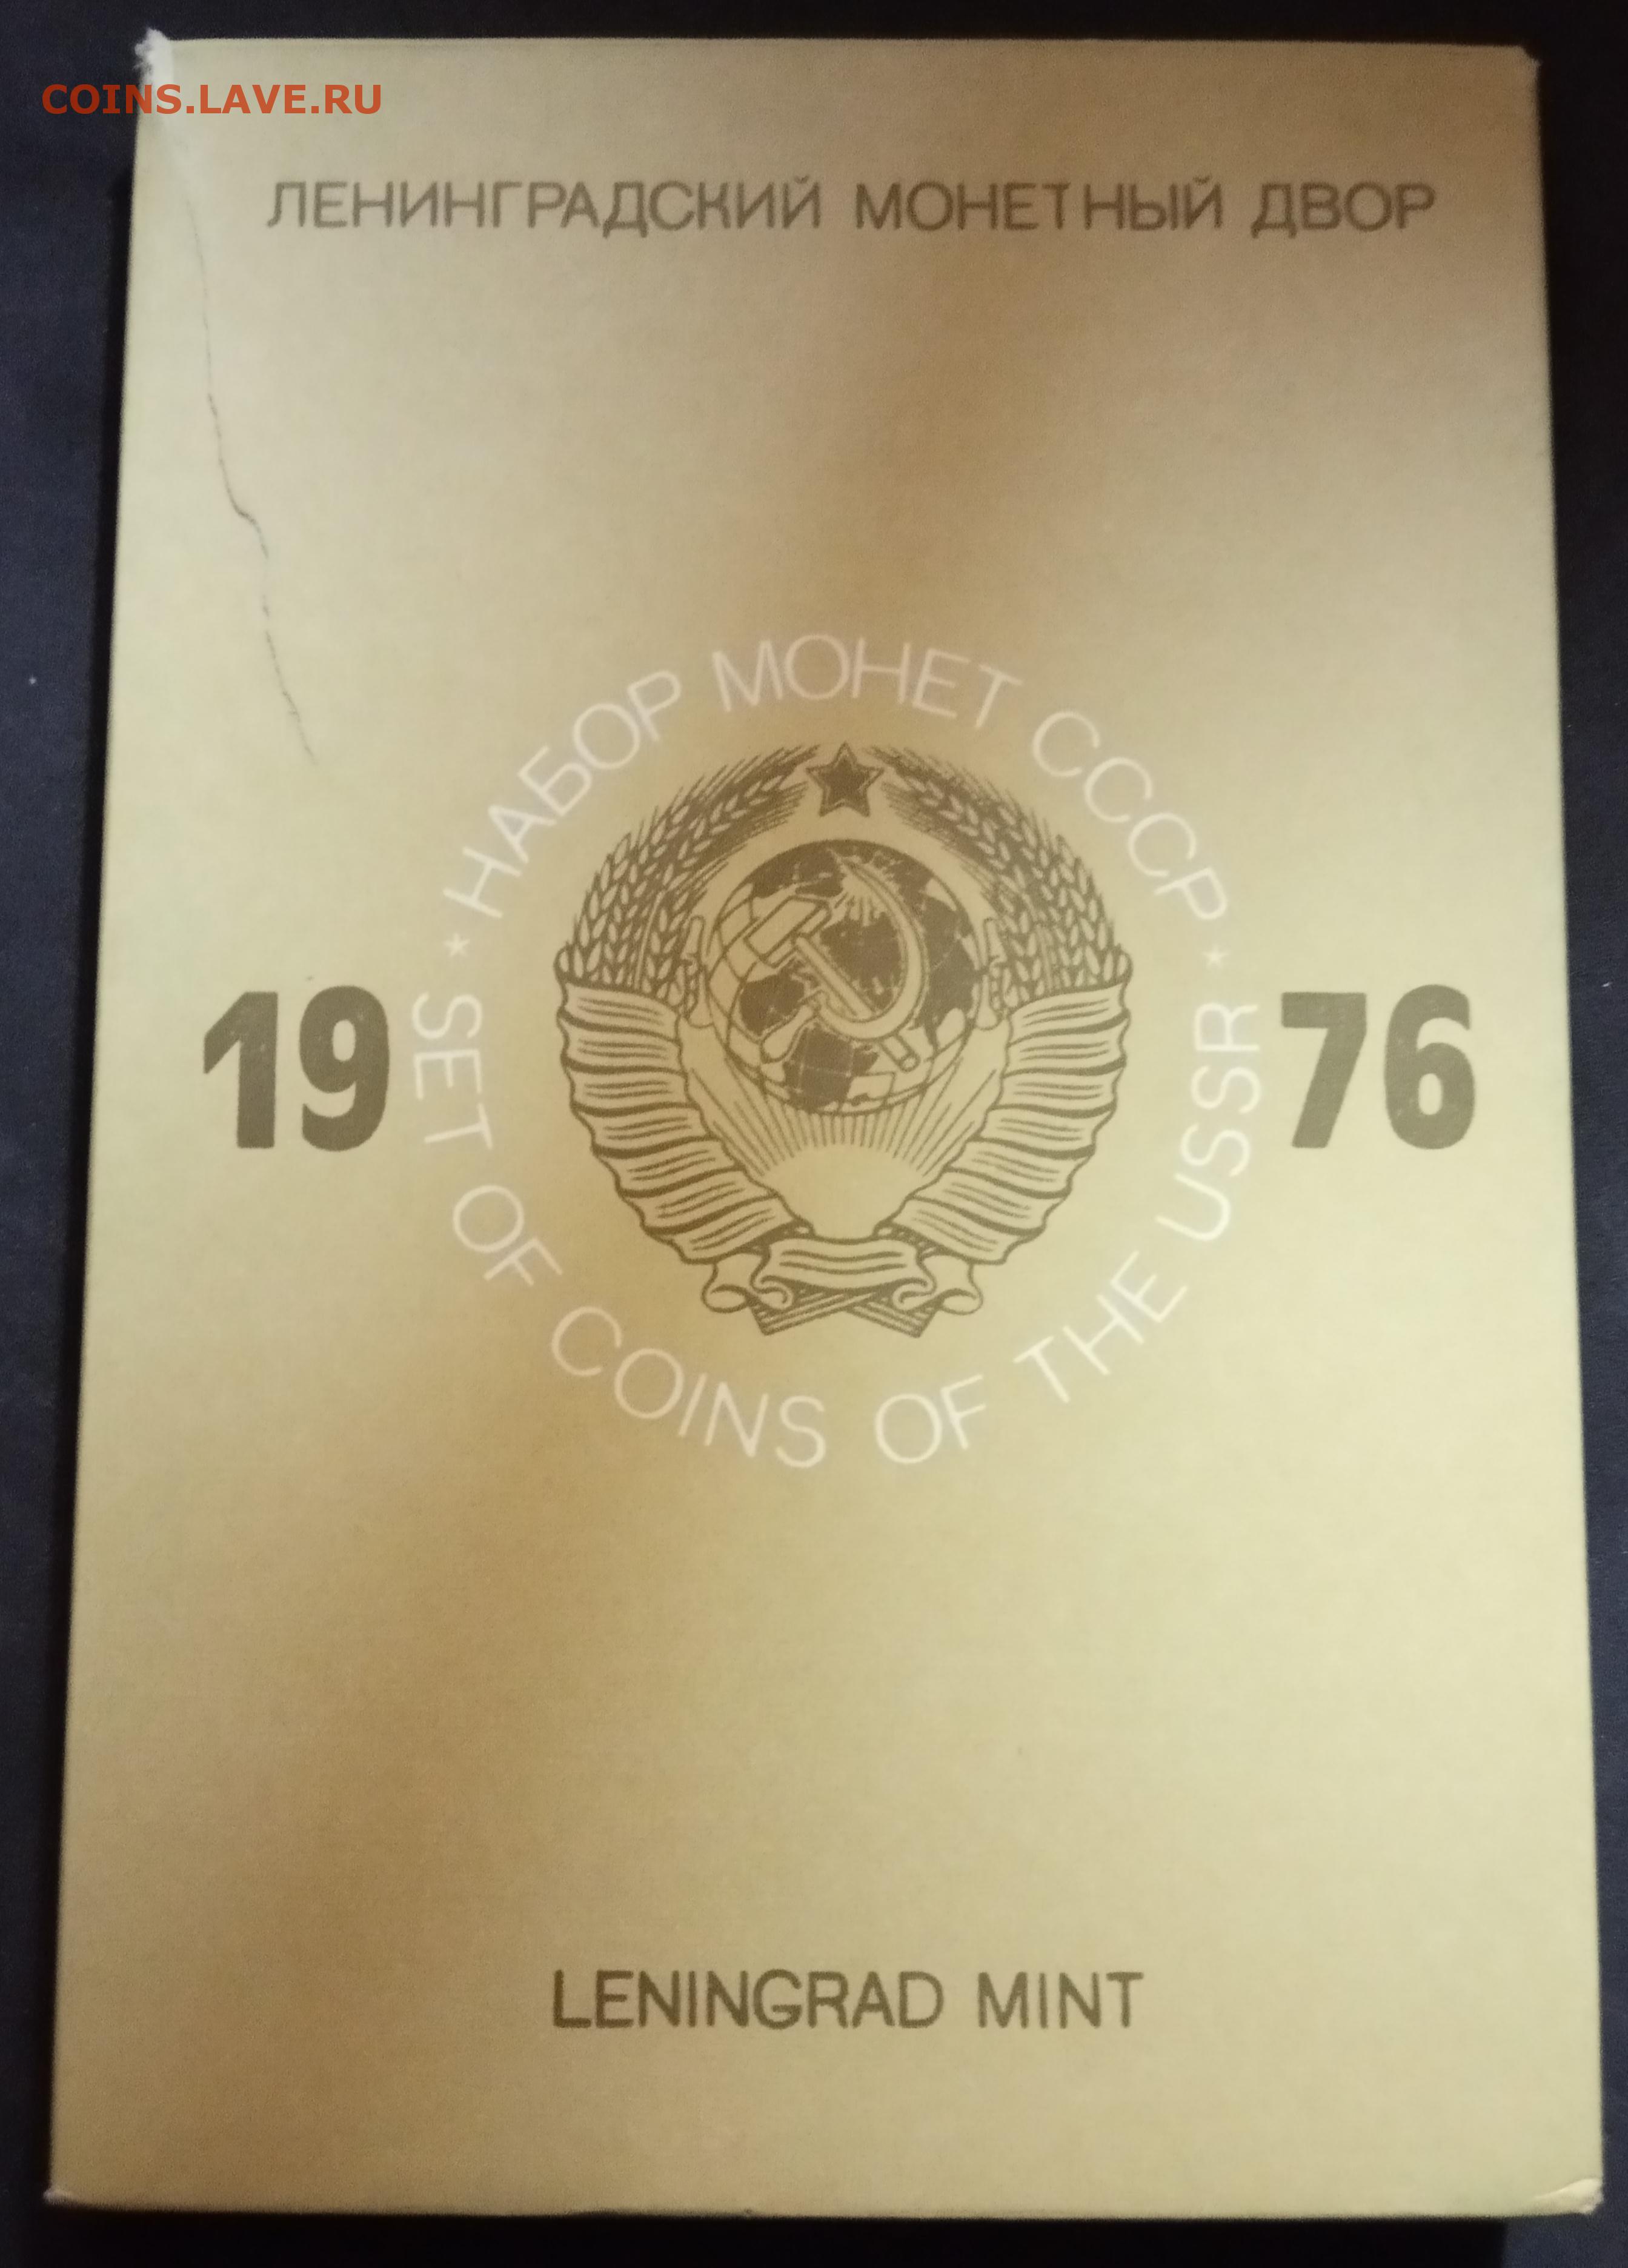 COINS.LAVE.RU
ЛЕНИНГРАДСКИЙ МОНЕТНЫЙ ДВОР
* НАБОР МОНЕТ СССР *
19 76
SET OF COINS OF THE USSR
LENINGRAD MINT